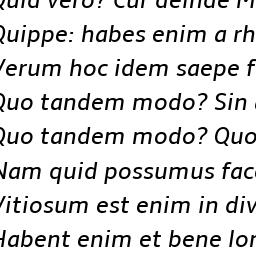 Quid vero? Cur deinde M
Quippe: habes enim a rh
Verum hoc idem saepe f
Quo tandem modo? Sin
Quo tandem modo? Quo
Nam quid possumus fac
Vitiosum est enim in div
Habent enim et bene lon